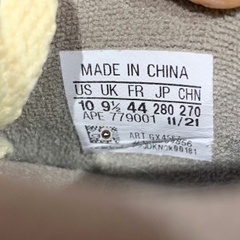 MADE IN CHINA
US UK FR JP CHN
10 9½ 44 280 270
APE 779001 11/21
ART